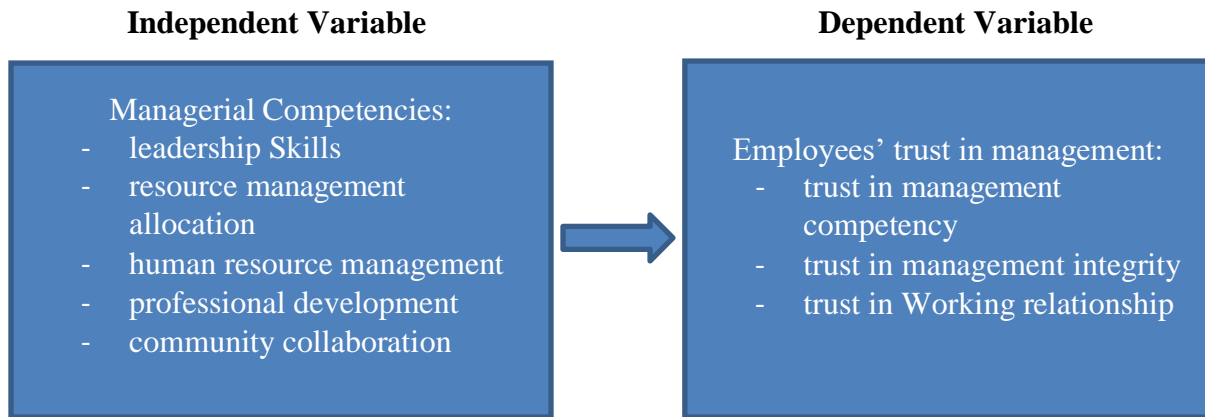 Independent Variable
Managerial Competencies:
- leadership Skills
- resource management
allocation
- human resource management
- professional development
- community collaboration
Dependent Variable
Employees’ trust in management:
- trust in management
competency
- trust in management integrity
- trust in Working relationship